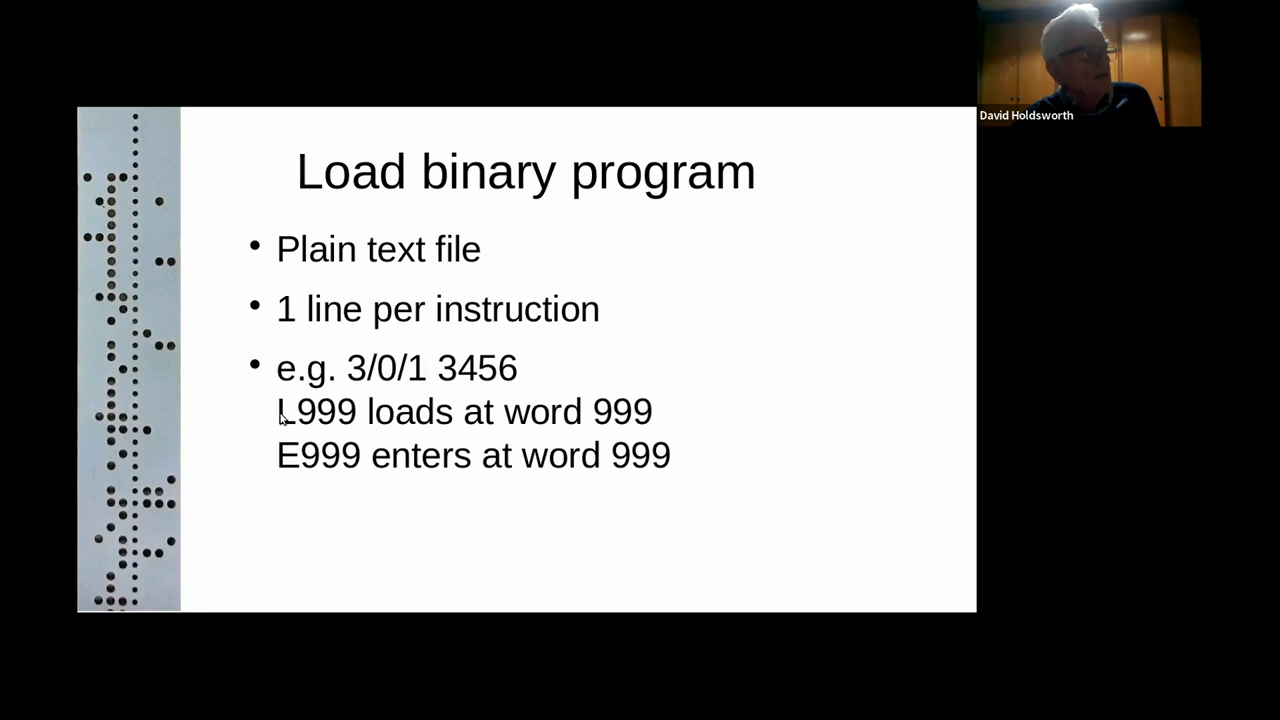 David Holdsworth
Load binary program
• Plain text file
• 1 line per instruction
• e.g. 3/0/1 3456
L999 loads at word 999
E999 enters at word 999